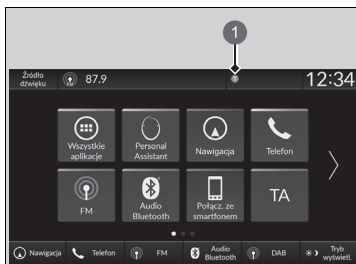 1
Źródło
dźwięku
87.9
12:34
Wszystkie
aplikacje
Personal
Assistant
Nawigacja
Telefon
FM
Audio
Bluetooth
Połącz. ze
smartfonem
TA
Nawigacja
Telefon
FM
Audio
Bluetooth
DAB
Tryb
wyświetl.